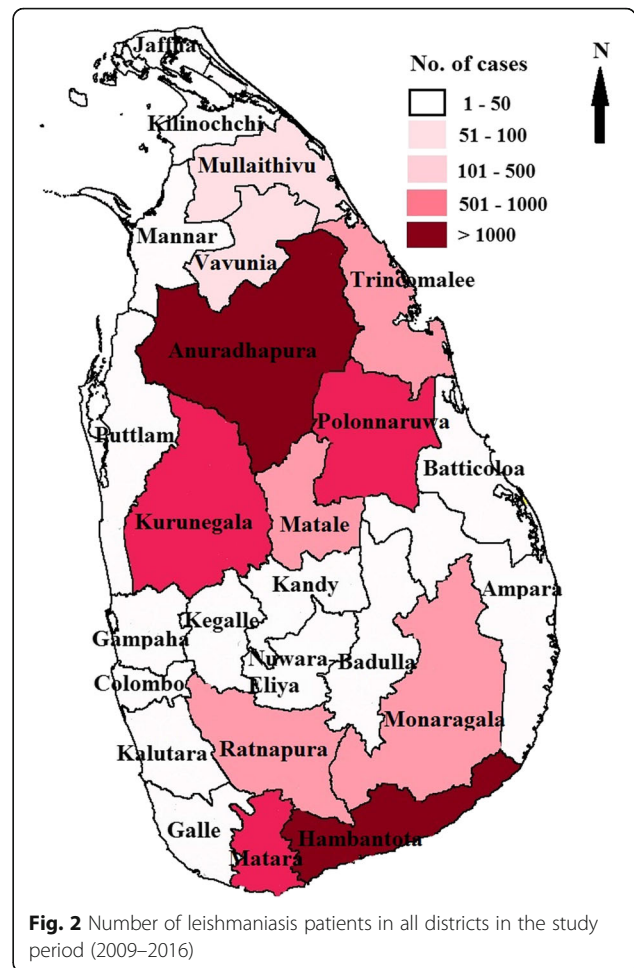 Jaffna
Kilinochchi
Mullaithivu
Mannar
Vavunia
Trincomalee
Anuradhapura
Polonnaruwa
Puttlam
Batticoloa
Kurunegala
Matale
Kandy
Ampara
Kegalle
Gampaha
Nuwara-
Eliya
Badulla
Colombo
Monaragala
Ratnapura
Kalutara
Galle
Hambantota
Matara
No. of cases
1 - 50
51 - 100
101 - 500
501 - 1000
> 1000
N
Fig. 2 Number of leishmaniasis patients in all districts in the study
period (2009–2016)